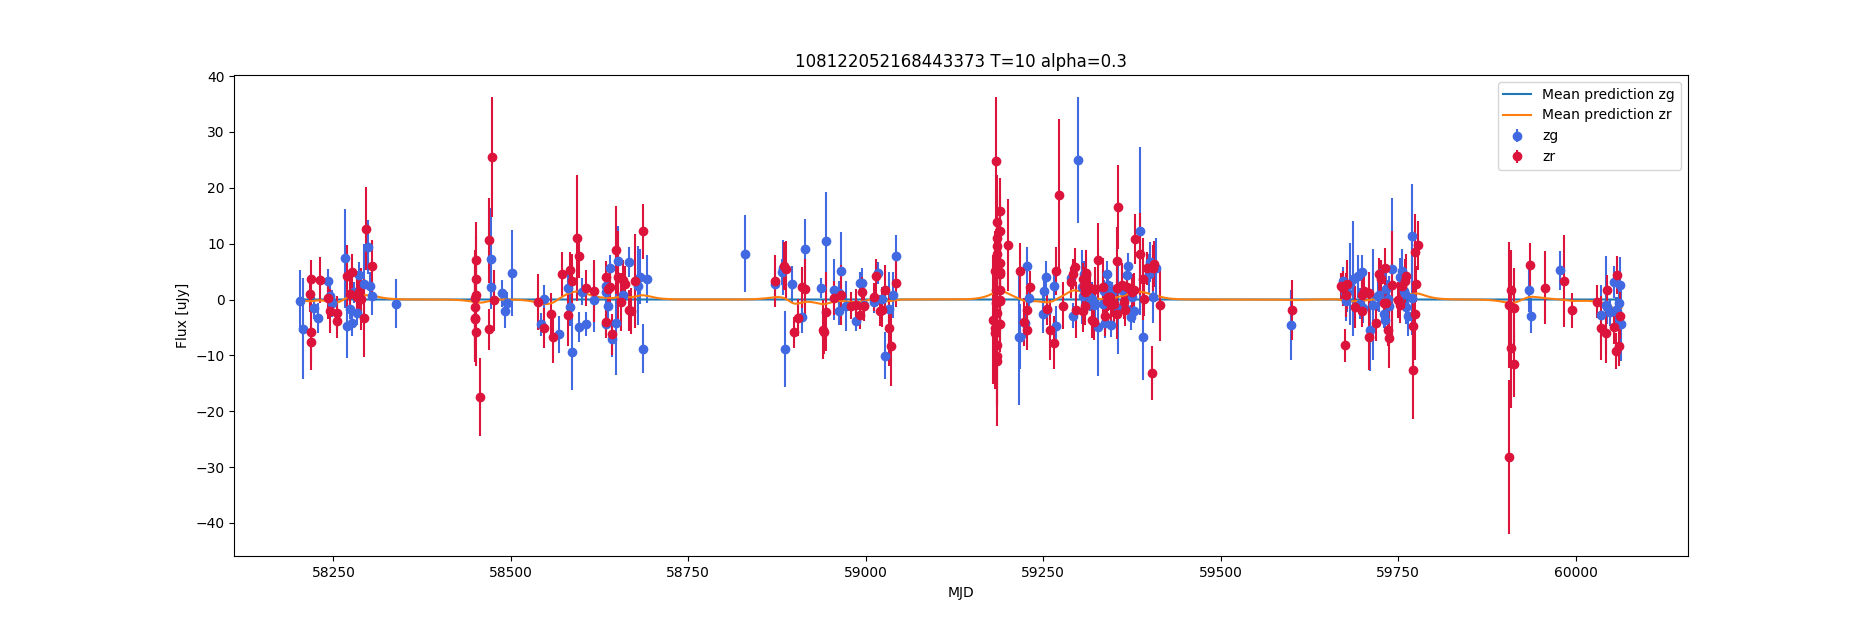 108122052168443373 T=10 alpha=0.3
40
30
20
10
0
−10
−20
−30
−40
Flux [uJy]
58250 58500 58750 59000 59250 59500 59750 60000
MJD
Mean prediction zg
Mean prediction zr
zg
zr